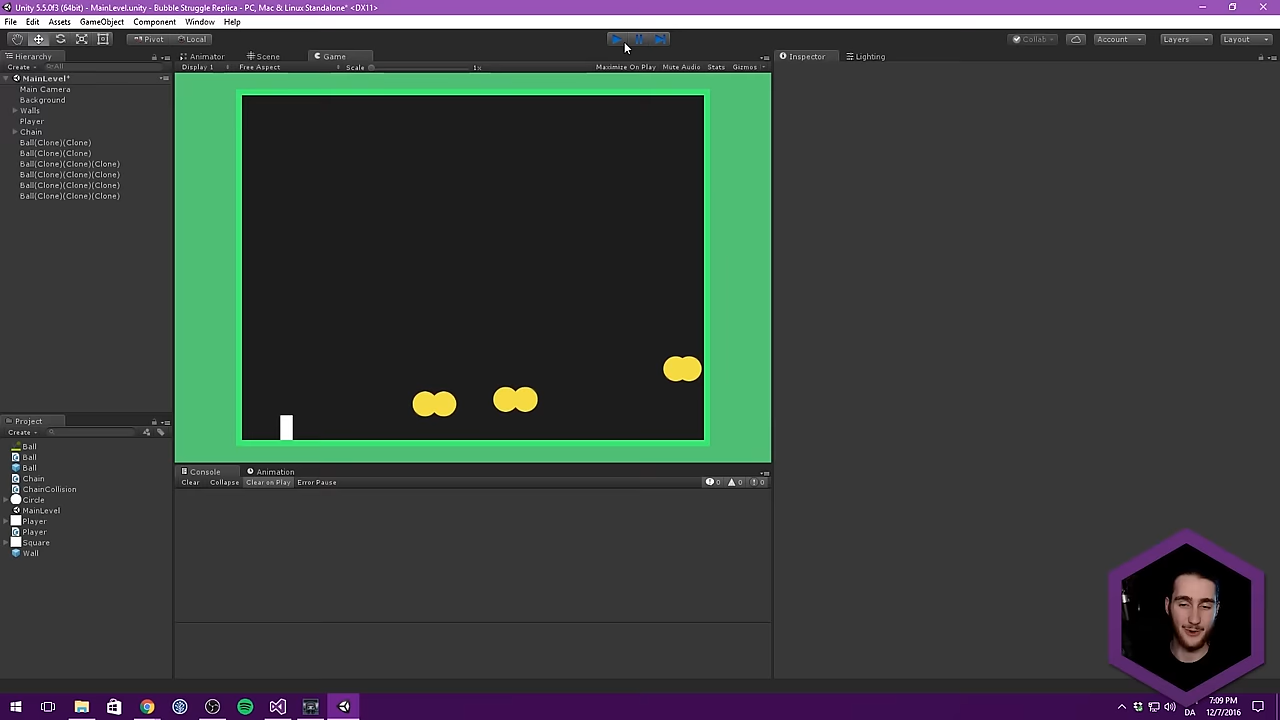 Unity 5.5.0f3 (64bit) - MainLevel.unity - Bubble Struggle Replica - PC, Mac & Linux Standalone* <DX11>
File Edit Assets GameObject Component Window Help
Pivot Local
Collab Account Layers Layout
Hierarchy
Animator Scene Game
Inspector Lighting
Create All
Display 1 Free Aspect Scale 1x Maximize On Play Mute Audio Stats Gizmos
MainLevel*
Main Camera
Background
Walls
Player
Chain
Ball(Clone)(Clone)
Ball(Clone)(Clone)
Ball(Clone)(Clone)(Clone)
Ball(Clone)(Clone)(Clone)
Ball(Clone)(Clone)(Clone)
Ball(Clone)(Clone)(Clone)
Project
Create
Ball
Ball
Ball
Chain
ChainCollision
Circle
MainLevel
Player
Player
Square
Wall
Console Animation
Clear Collapse Clear on Play Error Pause 0 0 0
7:09 PM
DA 12/7/2016